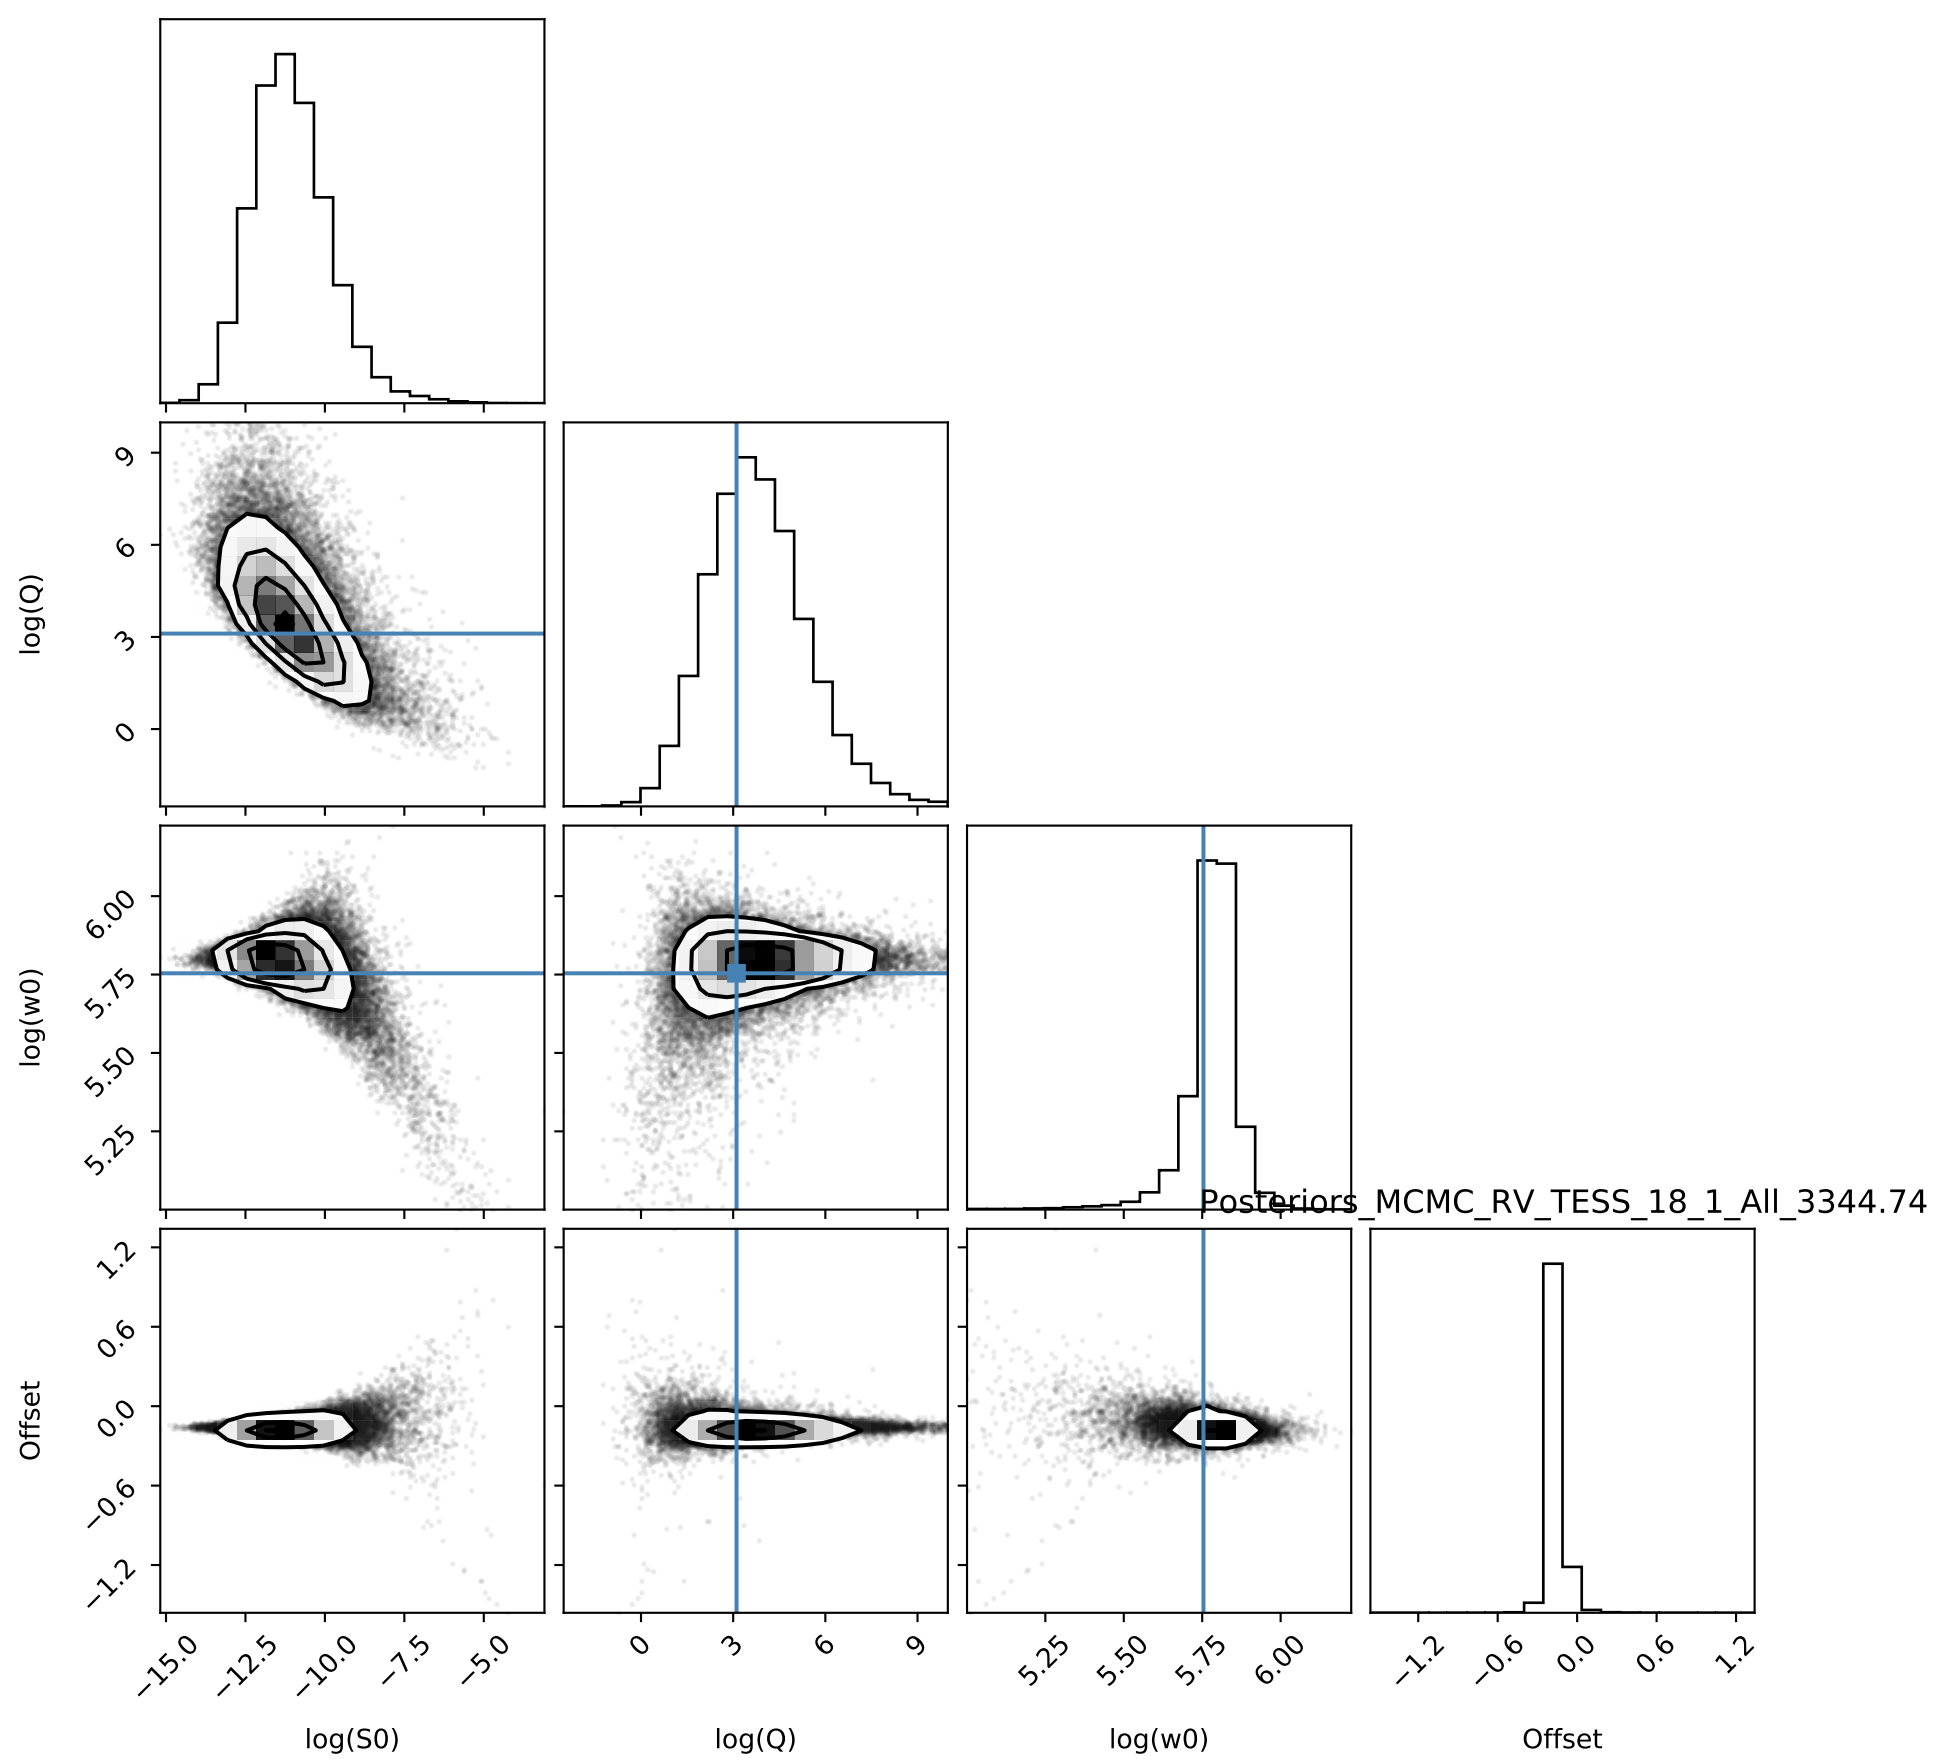 log(Q)
9
6
3
0
log(w0)
6.00
5.75
5.50
5.25
Posteriors_MCMC_RV_TESS_18_1_All_3344.74
Offset
1.2
0.6
0.0
−0.6
−1.2
−15.0 −12.5 −10.0 −7.5 −5.0
0 3 6 9
5.25 5.50 5.75 6.00
−1.2 −0.6 0.0 0.6 1.2
log(S0) log(Q) log(w0) Offset